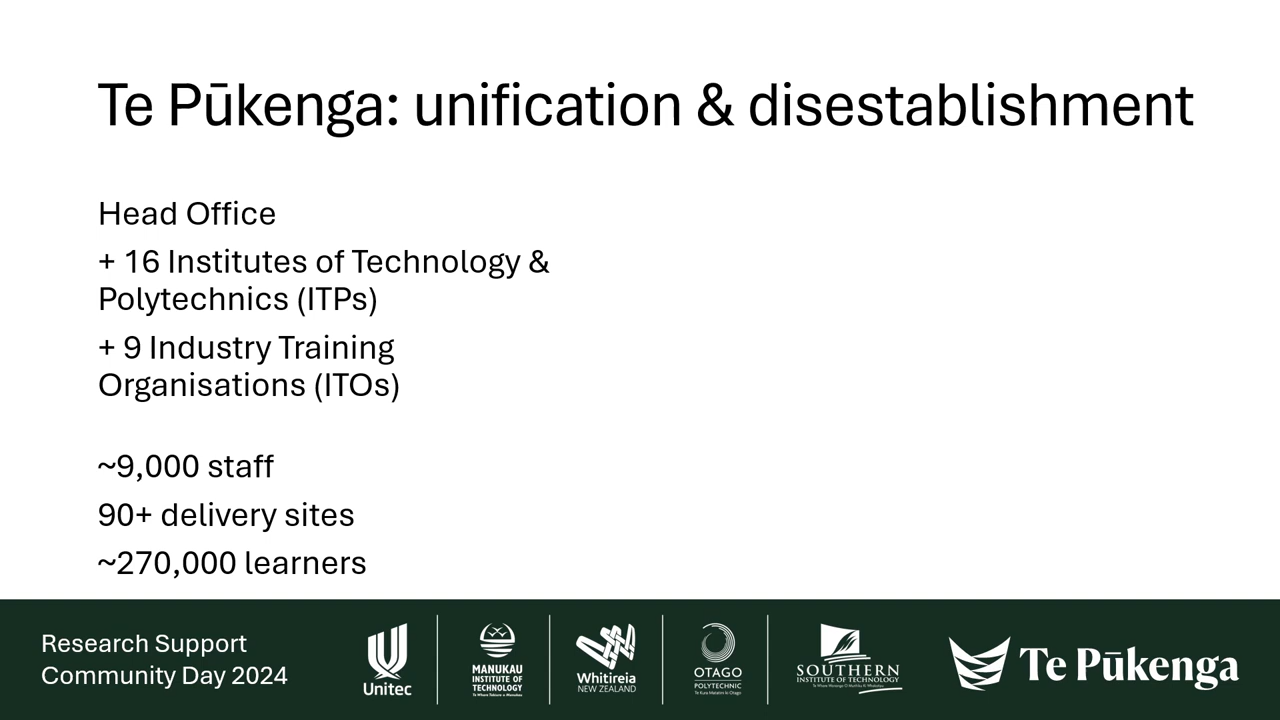 Te Pūkenga: unification & disestablishment
Head Office
+ 16 Institutes of Technology &
Polytechnics (ITPs)
+ 9 Industry Training
Organisations (ITOs)
~9,000 staff
90+ delivery sites
~270,000 learners
Research Support
Community Day 2024
Unitec
MANUKAU
INSTITUTE OF
TECHNOLOGY
Whitireia
NEW ZEALAND
OTAGO
POLYTECHNIC
SOUTHERN
INSTITUTE OF TECHNOLOGY
Te Pūkenga